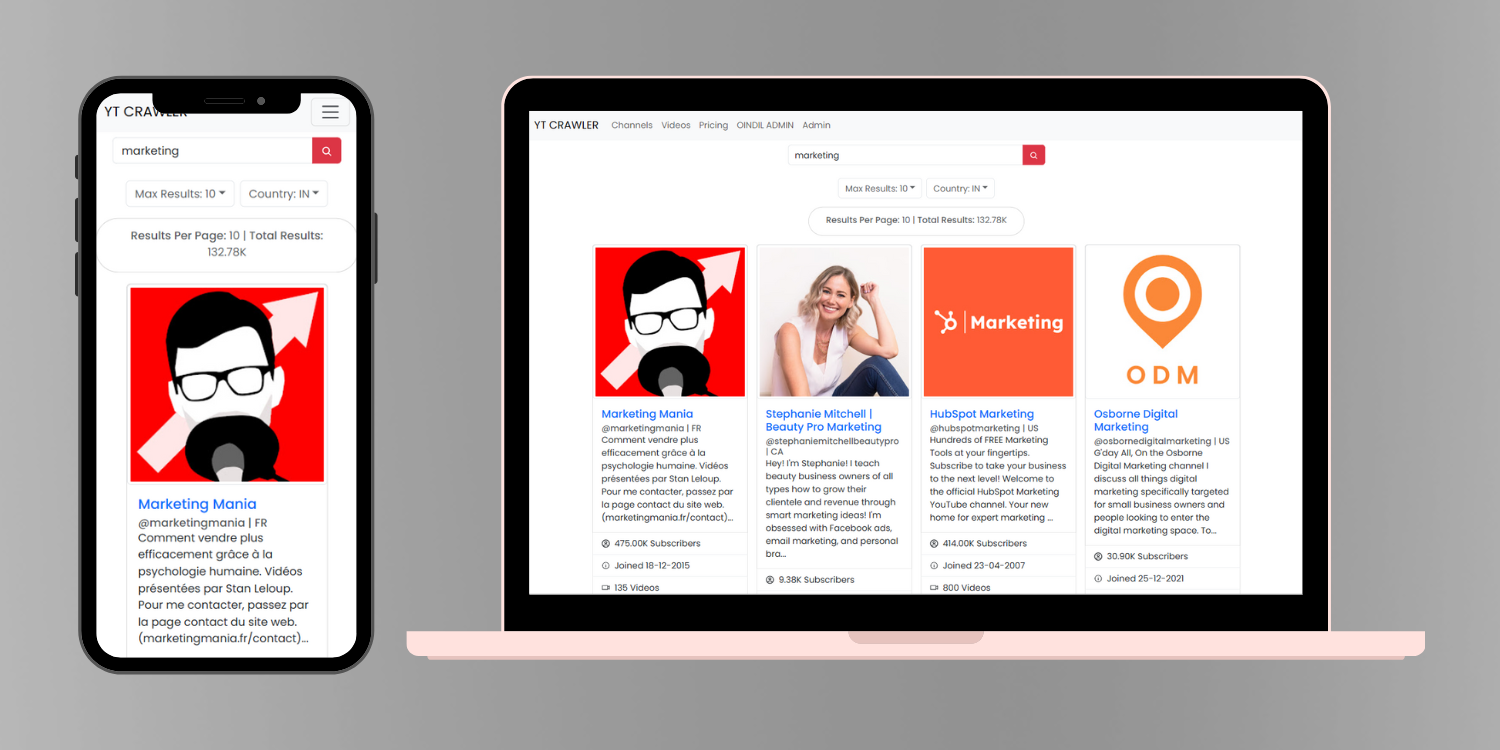 YT CRAWLER
marketing
Max Results: 10 Country: IN
Results Per Page: 10 | Total Results:
132.78K
Marketing Mania
@marketingmania | FR
Comment vendre plus
efficacement grâce à la
psychologie humaine. Vidéos
présentées par Stan Leloup.
Pour me contacter, passez par
la page contact du site web.
(marketingmania.fr/contact)...
YT CRAWLER Channels Videos Pricing OINDIL ADMIN Admin
marketing
Max Results: 10 Country: IN
Results Per Page: 10 | Total Results: 132.78K
Marketing Mania
@marketingmania | FR
Comment vendre plus
efficacement grâce à la
psychologie humaine. Vidéos
présentées par Stan Leloup.
Pour me contacter, passez par
la page contact du site web.
(marketingmania.fr/contact)...
475.00K Subscribers
Joined 18-12-2015
135 Videos
Stephanie Mitchell |
Beauty Pro Marketing
@stephaniemitchellbeautypro
| CA
Hey! I'm Stephanie! I teach
beauty business owners of all
types how to grow their
clientele and revenue through
smart marketing ideas! I'm
obsessed with Facebook ads,
email marketing, and personal
bra...
9.38K Subscribers
Marketing
HubSpot Marketing
@hubspotmarketing | US
Hundreds of FREE Marketing
Tools at your fingertips.
Subscribe to take your business
to the next level! Welcome to
the official HubSpot Marketing
YouTube channel. Your new
home for expert marketing ...
414.00K Subscribers
Joined 23-04-2007
800 Videos
ODM
Osborne Digital
Marketing
@osbornedigitalmarketing | US
G'day All, On the Osborne
Digital Marketing channel I
discuss all things digital
marketing specifically targeted
for small business owners and
people looking to enter the
digital marketing space. To...
30.90K Subscribers
Joined 25-12-2021